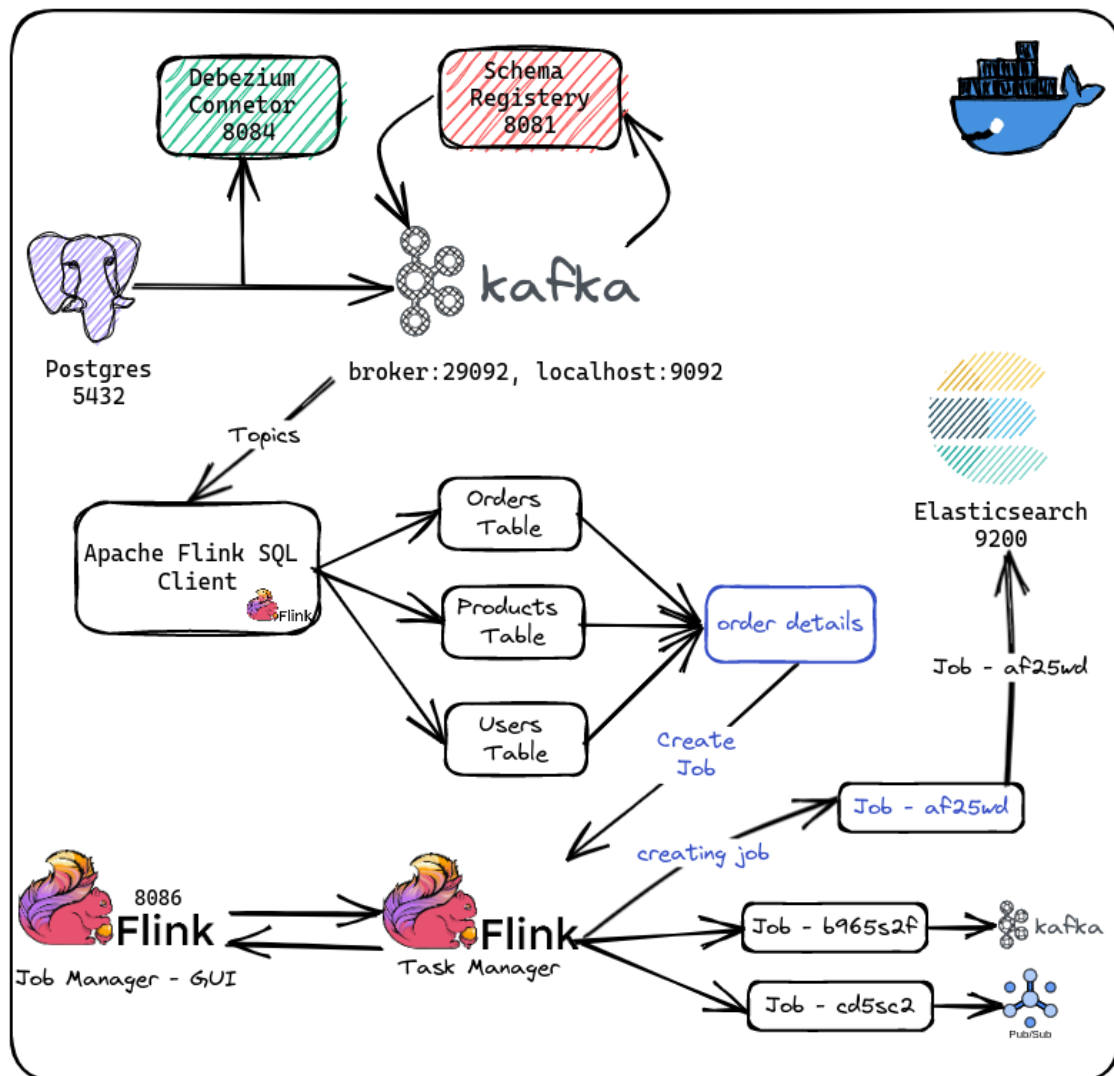 Debezium
Connetor
8084
Schema
Registery
8081
kafka
Postgres
5432
broker:29092, localhost:9092
Topics
Apache Flink SQL
Client
Flink
Orders
Table
Products
Table
Users
Table
order details
Elasticsearch
9200
Job - af25wd
Create
Job
Job - af25wd
creating job
8086
Flink
Job Manager - GUI
Flink
Task Manager
Job - b965s2f
kafka
Job - cd5sc2
Pub/Sub